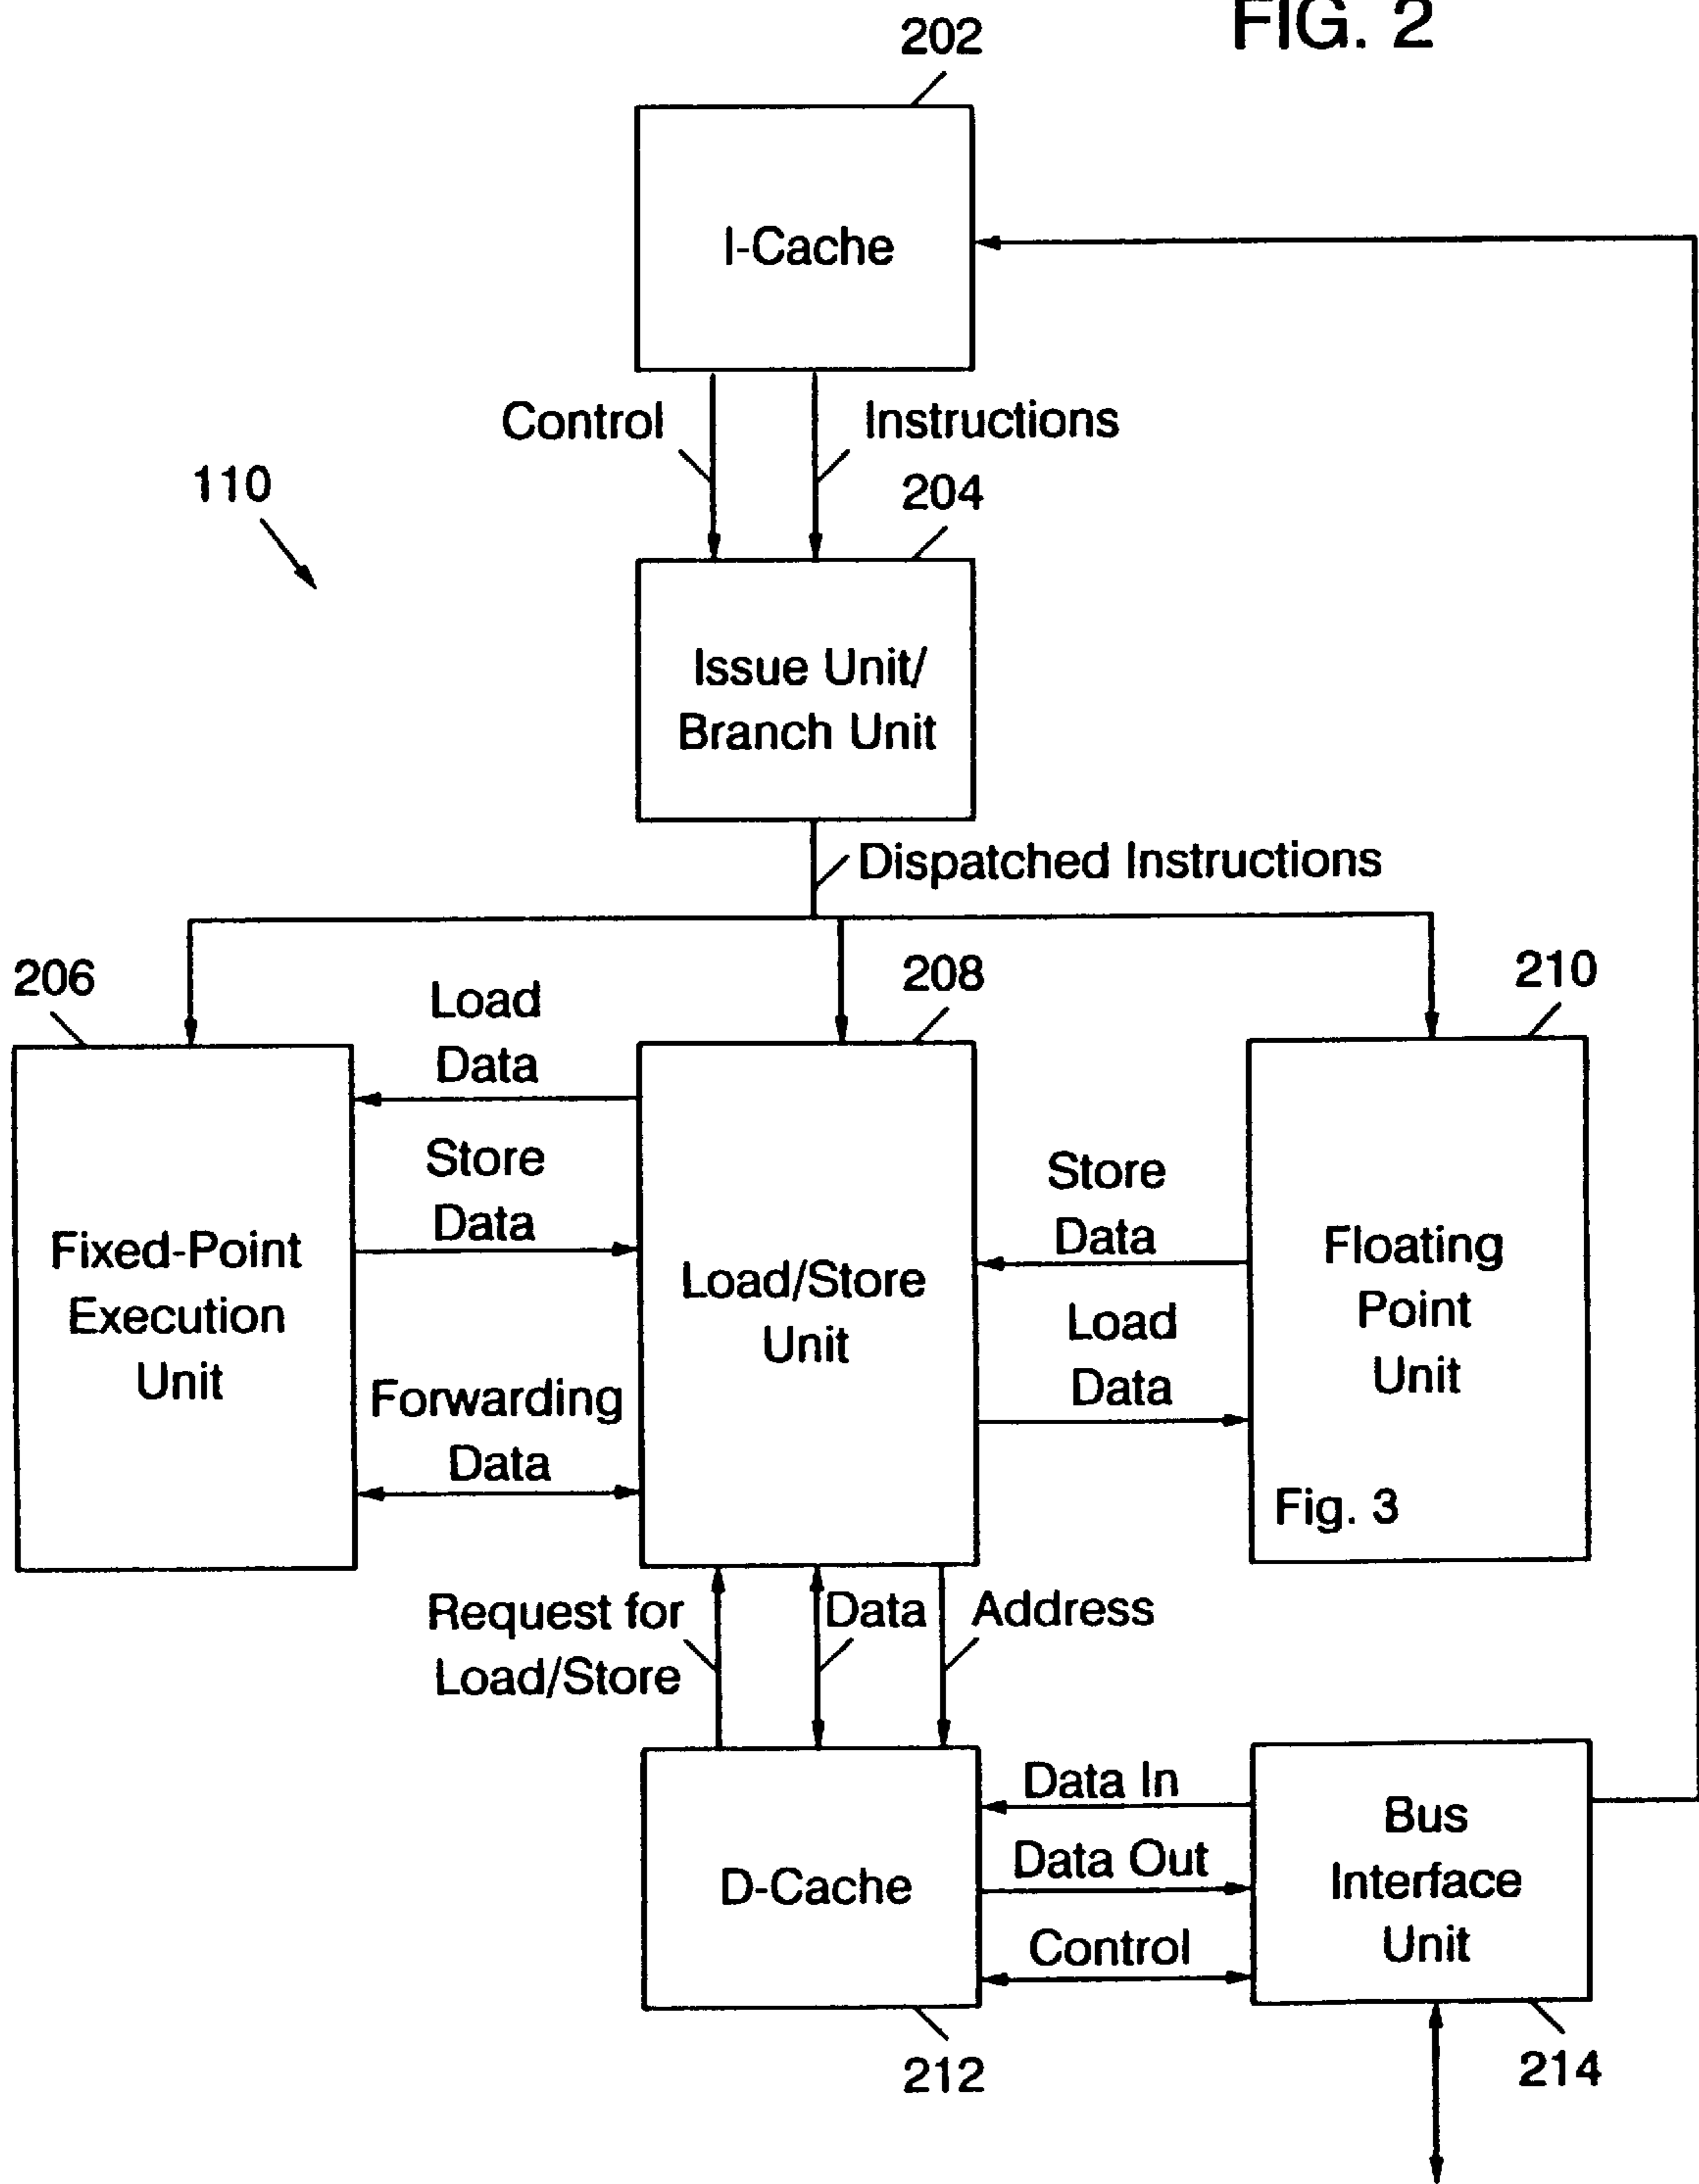 FIG. 2
202
I-Cache
Control
Instructions
110
204
Issue Unit/
Branch Unit
Dispatched Instructions
206
208
210
Load
Data
Store
Data
Forwarding
Data
Fixed-Point
Execution
Unit
Load/Store
Unit
Store
Data
Load
Data
Floating
Point
Unit
Fig. 3
Request for
Load/Store
Data
Address
D-Cache
Data In
Data Out
Control
Bus
Interface
Unit
212
214